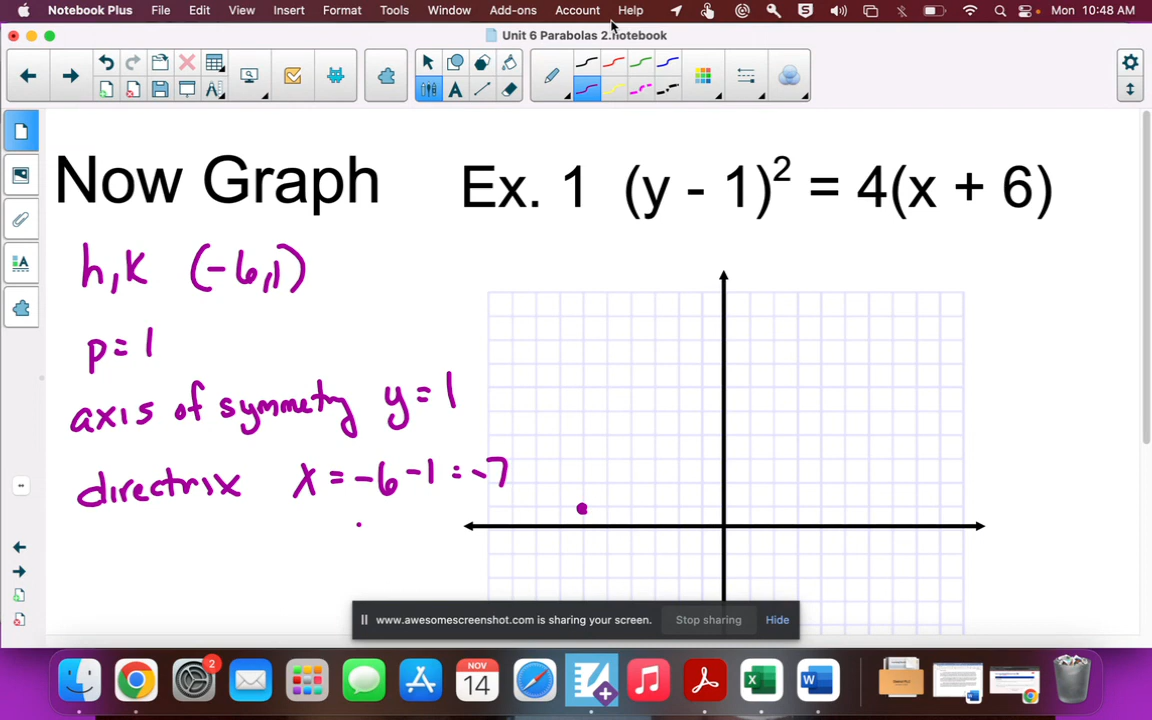 Notebook Plus File Edit View Insert Format Tools Window Add-ons Account Help Mon 10:48 AM
Unit 6 Parabolas 2.notebook
Now Graph Ex. 1 (y - 1)² = 4(x + 6)
h,k (-6,1)
p=1
axis of symmetry y=1
directrix x = -6 -1 = -7
www.awesomescreenshot.com is sharing your screen. Stop sharing Hide
2
NOV
14